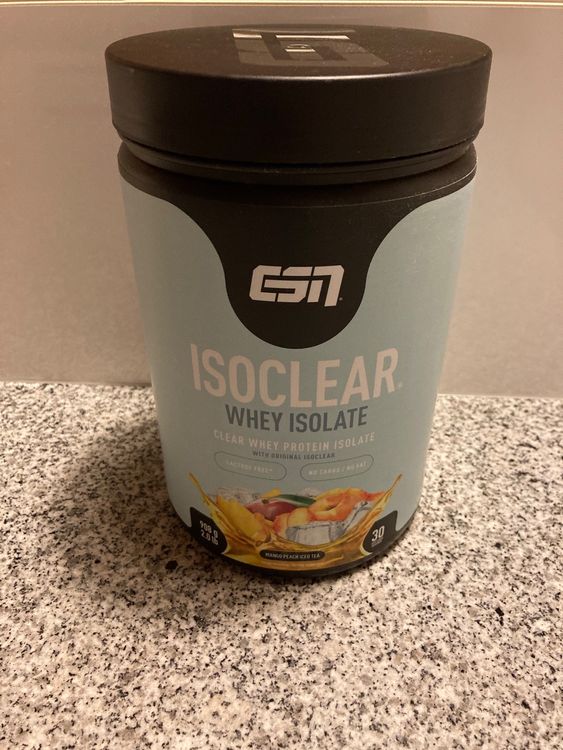 ESN
ISOCLEAR
WHEY ISOLATE
CLEAR WHEY PROTEIN ISOLATE
WITH ORIGINAL ISOCLEAR
LACTOSE FREE*
NO CARBS / NO FAT
908 g
2.0 lb
30
MANGO PEACH ICED TEA